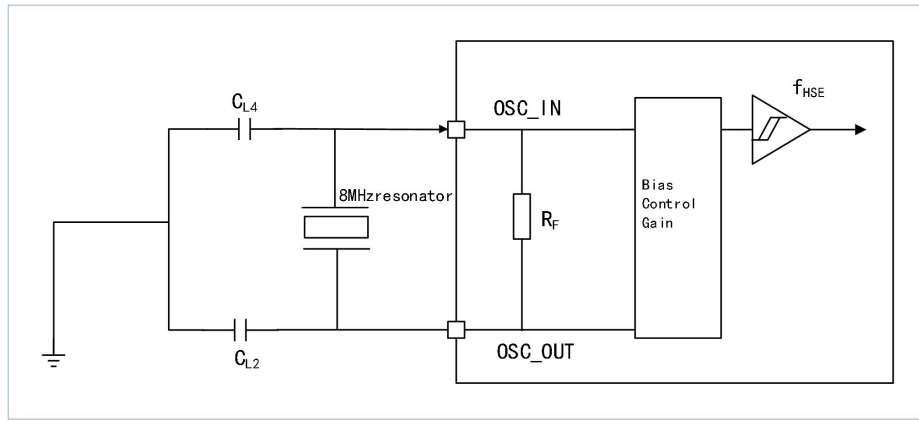 f_HSE
C_L4
OSC_IN
8MHzresonator
Bias
Control
Gain
R_F
OSC_OUT
C_L2